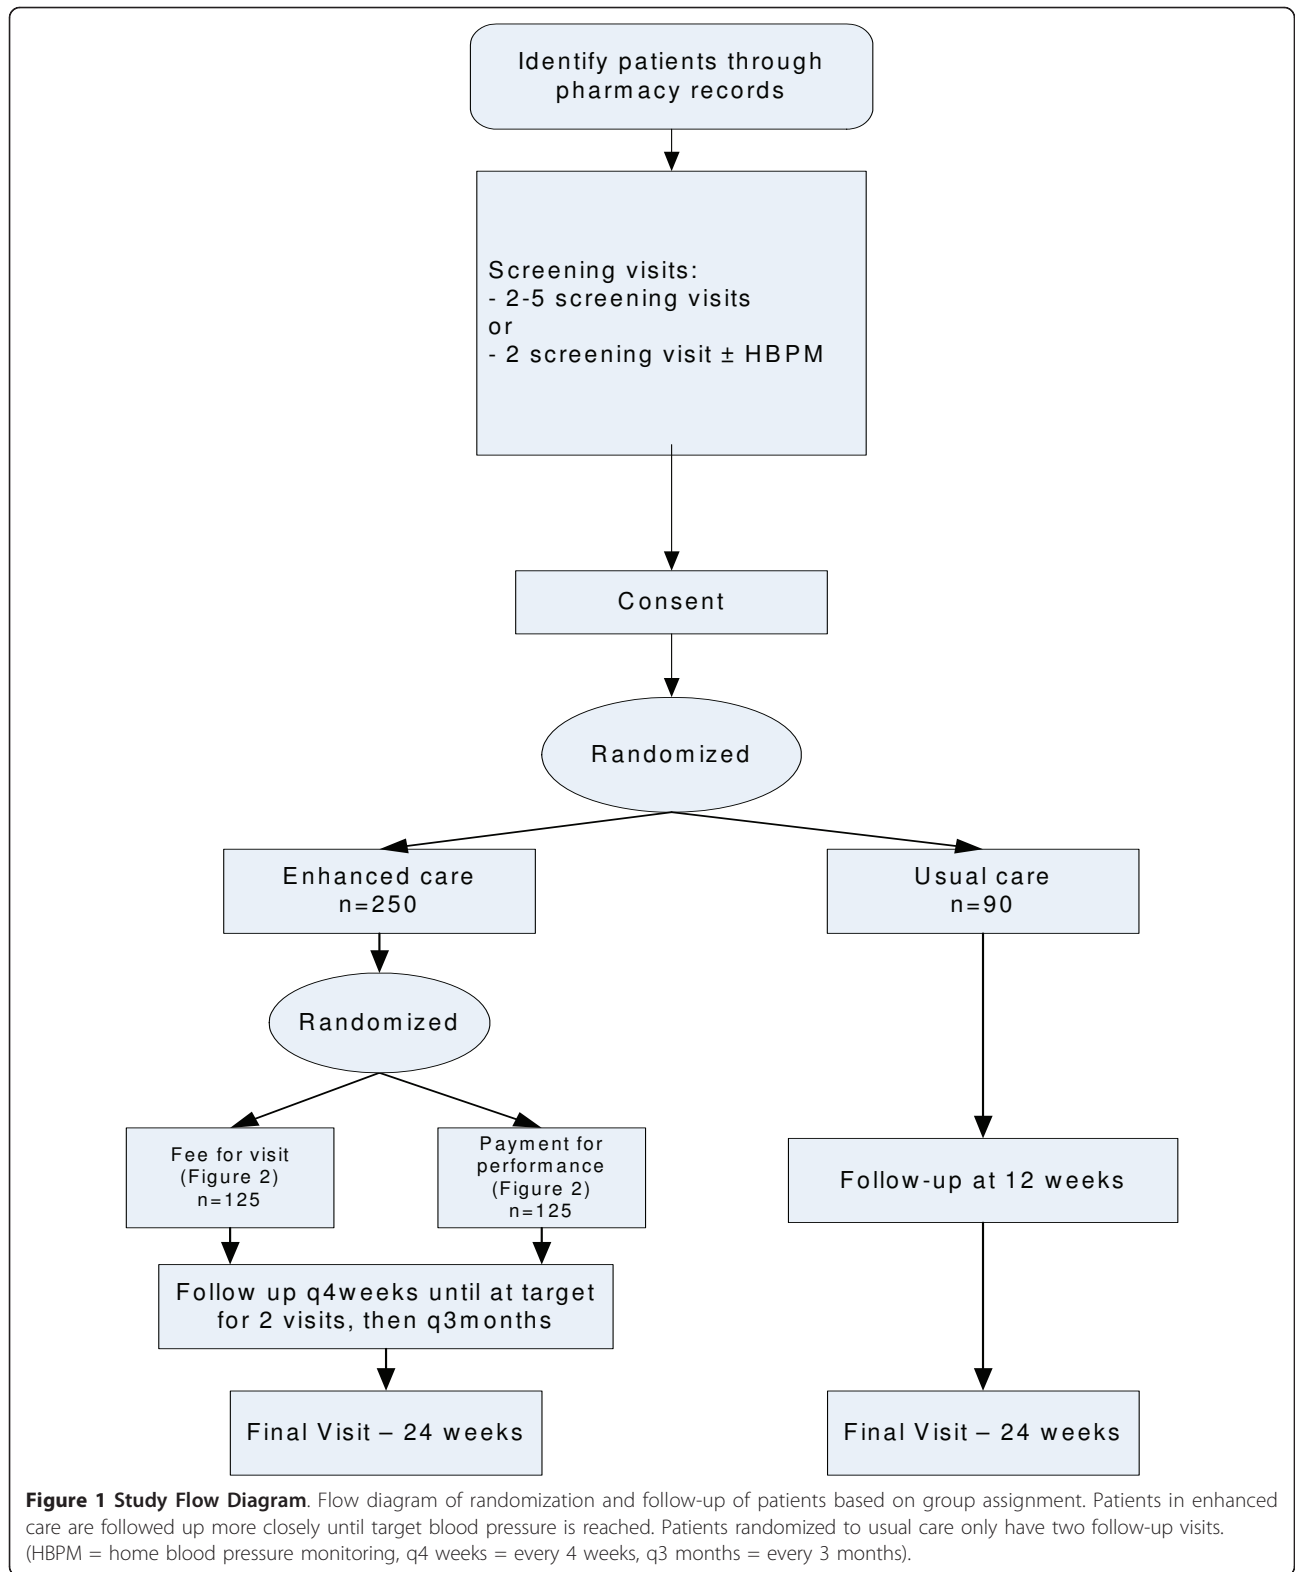 Identify patients through
pharmacy records
Screening visits:
- 2-5 screening visits
or
- 2 screening visit ± HBPM
Consent
Randomized
Enhanced care
n=250
Usual care
n=90
Randomized
Fee for visit
(Figure 2)
n=125
Payment for
performance
(Figure 2)
n=125
Follow-up at 12 weeks
Follow up q4weeks until at target
for 2 visits, then q3months
Final Visit – 24 weeks
Final Visit – 24 weeks
Figure 1 Study Flow Diagram. Flow diagram of randomization and follow-up of patients based on group assignment. Patients in enhanced
care are followed up more closely until target blood pressure is reached. Patients randomized to usual care only have two follow-up visits.
(HBPM = home blood pressure monitoring, q4 weeks = every 4 weeks, q3 months = every 3 months).